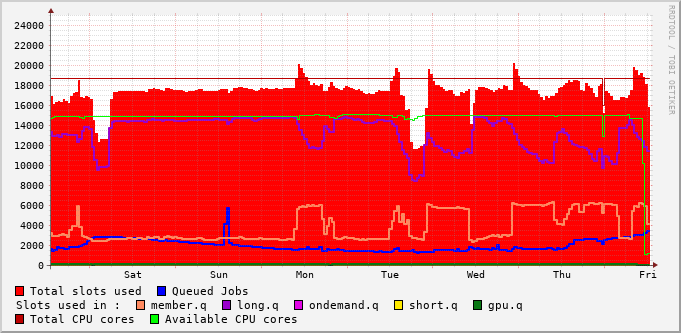 24000
22000
20000
18000
16000
14000
12000
10000
8000
6000
4000
2000
0
Sat Sun Mon Tue Wed Thu Fri
RRDTOOL / TOBI OETIKER
Total slots used Queued Jobs
Slots used in : member.q long.q ondemand.q short.q gpu.q
Total CPU cores Available CPU cores